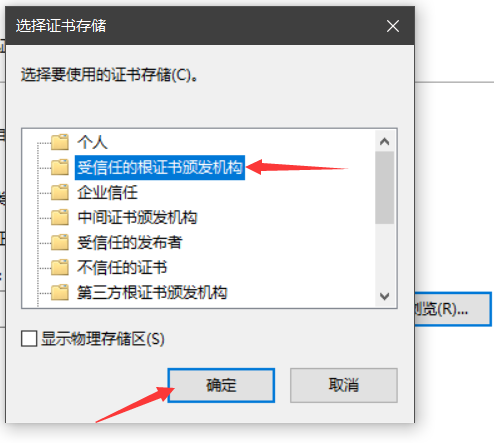 选择证书存储
选择要使用的证书存储(C)。
个人
受信任的根证书颁发机构
企业信任
中间证书颁发机构
受信任的发布者
不信任的证书
第三方根证书颁发机构
浏览(R)...
显示物理存储区(S)
确定
取消